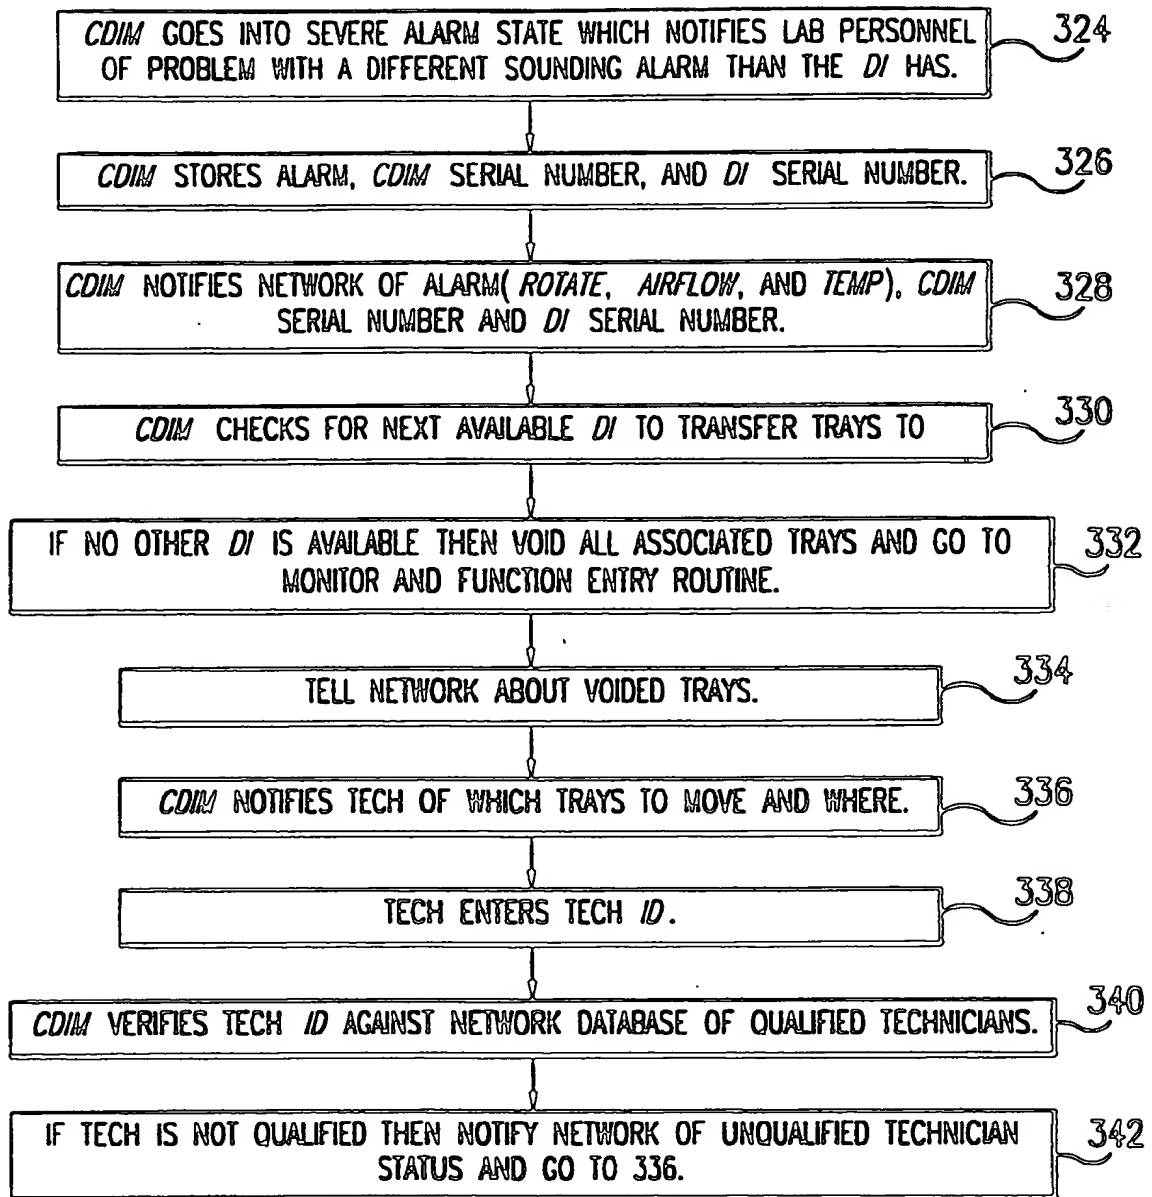 CDIM GOES INTO SEVERE ALARM STATE WHICH NOTIFIES LAB PERSONNEL
OF PROBLEM WITH A DIFFERENT SOUNDING ALARM THAN THE DI HAS.
324
CDIM STORES ALARM, CDIM SERIAL NUMBER, AND DI SERIAL NUMBER.
326
CDIM NOTIFIES NETWORK OF ALARM( ROTATE, AIRFLOW, AND TEMP), CDIM
SERIAL NUMBER AND DI SERIAL NUMBER.
328
CDIM CHECKS FOR NEXT AVAILABLE DI TO TRANSFER TRAYS TO
330
IF NO OTHER DI IS AVAILABLE THEN VOID ALL ASSOCIATED TRAYS AND GO TO
MONITOR AND FUNCTION ENTRY ROUTINE.
332
TELL NETWORK ABOUT VOIDED TRAYS.
334
CDIM NOTIFIES TECH OF WHICH TRAYS TO MOVE AND WHERE.
336
TECH ENTERS TECH ID.
338
CDIM VERIFIES TECH ID AGAINST NETWORK DATABASE OF QUALIFIED TECHNICIANS.
340
IF TECH IS NOT QUALIFIED THEN NOTIFY NETWORK OF UNQUALIFIED TECHNICIAN
STATUS AND GO TO 336.
342